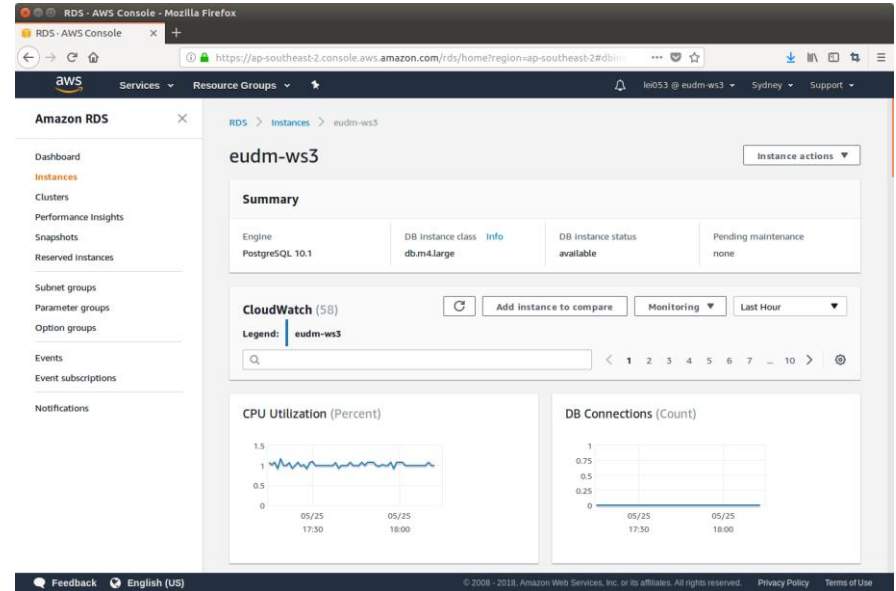 RDS · AWS Console - Mozilla Firefox
RDS · AWS Console × +
https://ap-southeast-2.console.aws.amazon.com/rds/home?region=ap-southeast-2#dbin
aws Services Resource Groups lei053 @ eudm-ws3 Sydney Support
Amazon RDS ×
Dashboard
Instances
Clusters
Performance Insights
Snapshots
Reserved instances
Subnet groups
Parameter groups
Option groups
Events
Event subscriptions
Notifications
RDS > Instances > eudm-ws3
eudm-ws3 Instance actions
Summary
Engine DB instance class Info DB instance status Pending maintenance
PostgreSQL 10.1 db.m4.large available none
CloudWatch (58) Add instance to compare Monitoring Last Hour
Legend: eudm-ws3
< 1 2 3 4 5 6 7 ... 10 >
CPU Utilization (Percent)
1.5
1
0.5
0
05/25 05/25
17:30 18:00
DB Connections (Count)
1
0.75
0.5
0.25
0
05/25 05/25
17:30 18:00
Feedback English (US) © 2008 - 2018, Amazon Web Services, Inc. or its affiliates. All rights reserved. Privacy Policy Terms of Use